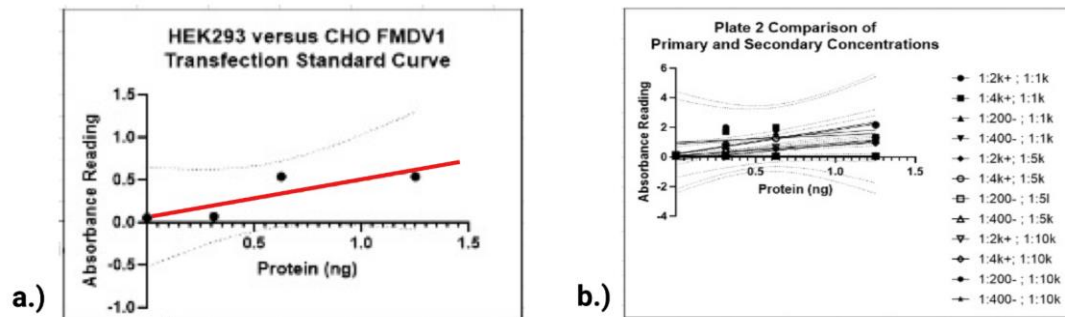 HEK293 versus CHO FMDV1
Transfection Standard Curve
Absorbance Reading
1.5
1.0
0.5
0.0
-0.5
-1.0
0.5
1.0
1.5
Protein (ng)
a.)
Plate 2 Comparison of
Primary and Secondary Concentrations
Absorbance Reading
6
4
2
0
-2
-4
0.5
1.0
1.5
Protein (ng)
1:2k+ ; 1:1k
1:4k+; 1:1k
1:200- ; 1:1k
1:400- ; 1:1k
1:2k+; 1:5k
1:4k+; 1:5k
1:200- ; 1:5l
1:400- ; 1:5k
1:2k+ ; 1:10k
1:4k+ ; 1:10k
1:200- ; 1:10k
1:400- ; 1:10k
b.)